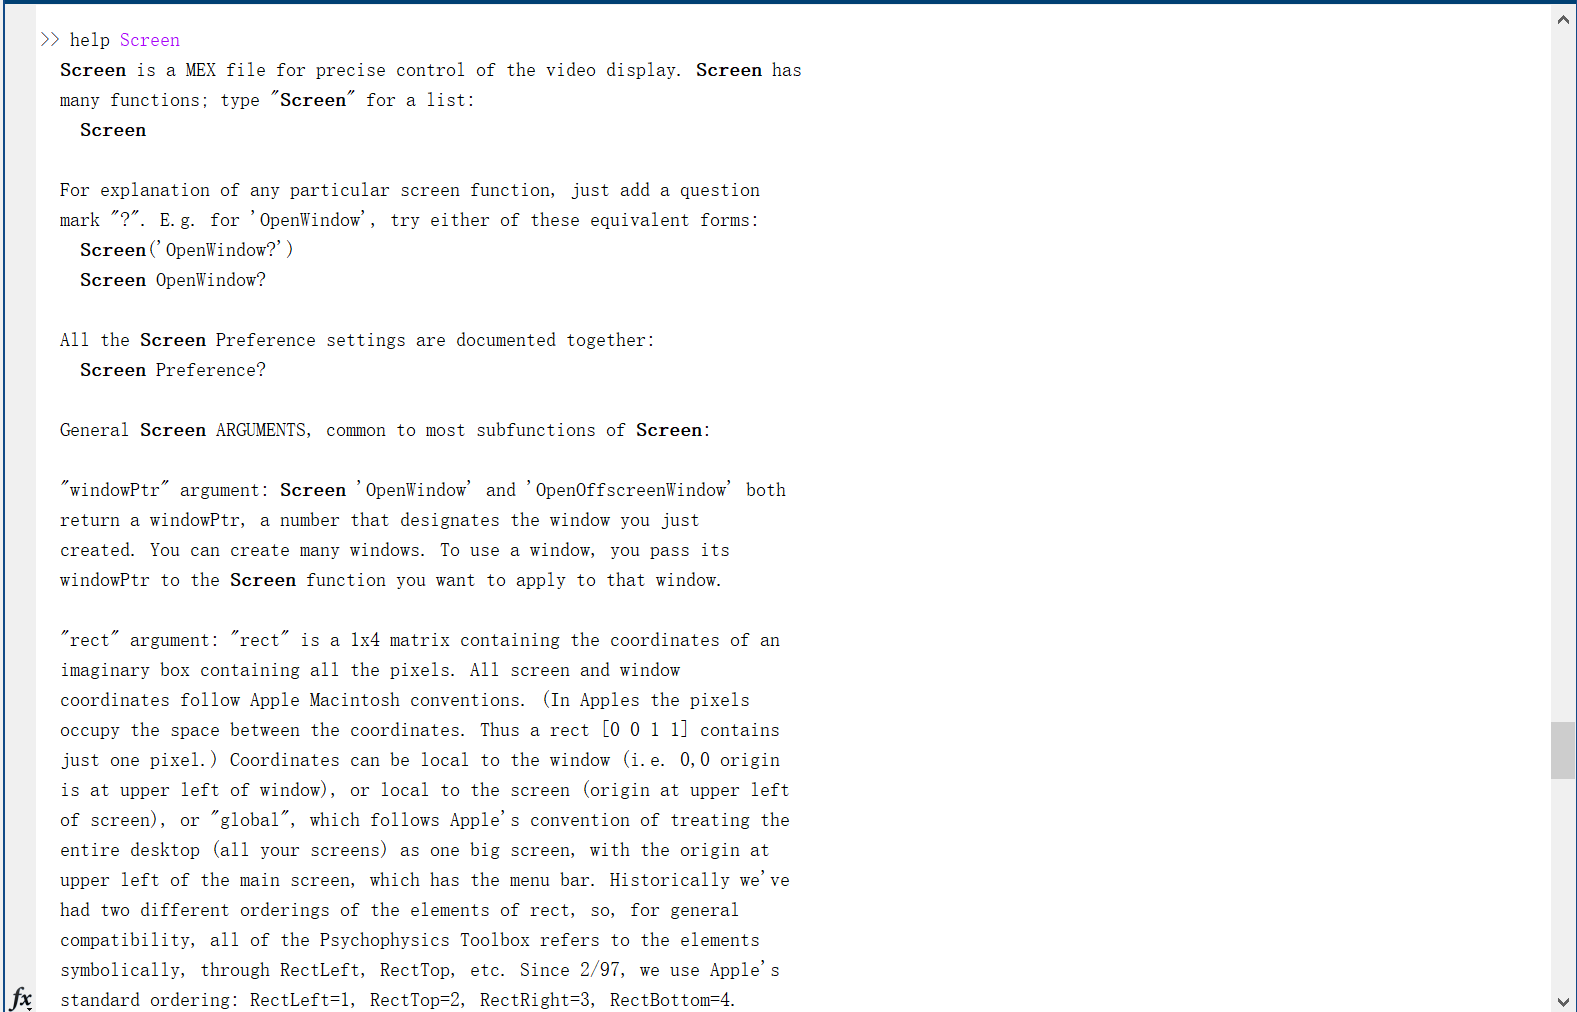 >> help Screen
Screen is a MEX file for precise control of the video display. Screen has
many functions; type "Screen" for a list:
Screen
For explanation of any particular screen function, just add a question
mark "?". E.g. for 'OpenWindow', try either of these equivalent forms:
Screen('OpenWindow?')
Screen OpenWindow?
All the Screen Preference settings are documented together:
Screen Preference?
General Screen ARGUMENTS, common to most subfunctions of Screen:
"windowPtr" argument: Screen 'OpenWindow' and 'OpenOffscreenWindow' both
return a windowPtr, a number that designates the window you just
created. You can create many windows. To use a window, you pass its
windowPtr to the Screen function you want to apply to that window.
"rect" argument: "rect" is a 1x4 matrix containing the coordinates of an
imaginary box containing all the pixels. All screen and window
coordinates follow Apple Macintosh conventions. (In Apples the pixels
occupy the space between the coordinates. Thus a rect [0 0 1 1] contains
just one pixel.) Coordinates can be local to the window (i.e. 0,0 origin
is at upper left of window), or local to the screen (origin at upper left
of screen), or "global", which follows Apple's convention of treating the
entire desktop (all your screens) as one big screen, with the origin at
upper left of the main screen, which has the menu bar. Historically we've
had two different orderings of the elements of rect, so, for general
compatibility, all of the Psychophysics Toolbox refers to the elements
symbolically, through RectLeft, RectTop, etc. Since 2/97, we use Apple's
standard ordering: RectLeft=1, RectTop=2, RectRight=3, RectBottom=4.
fx